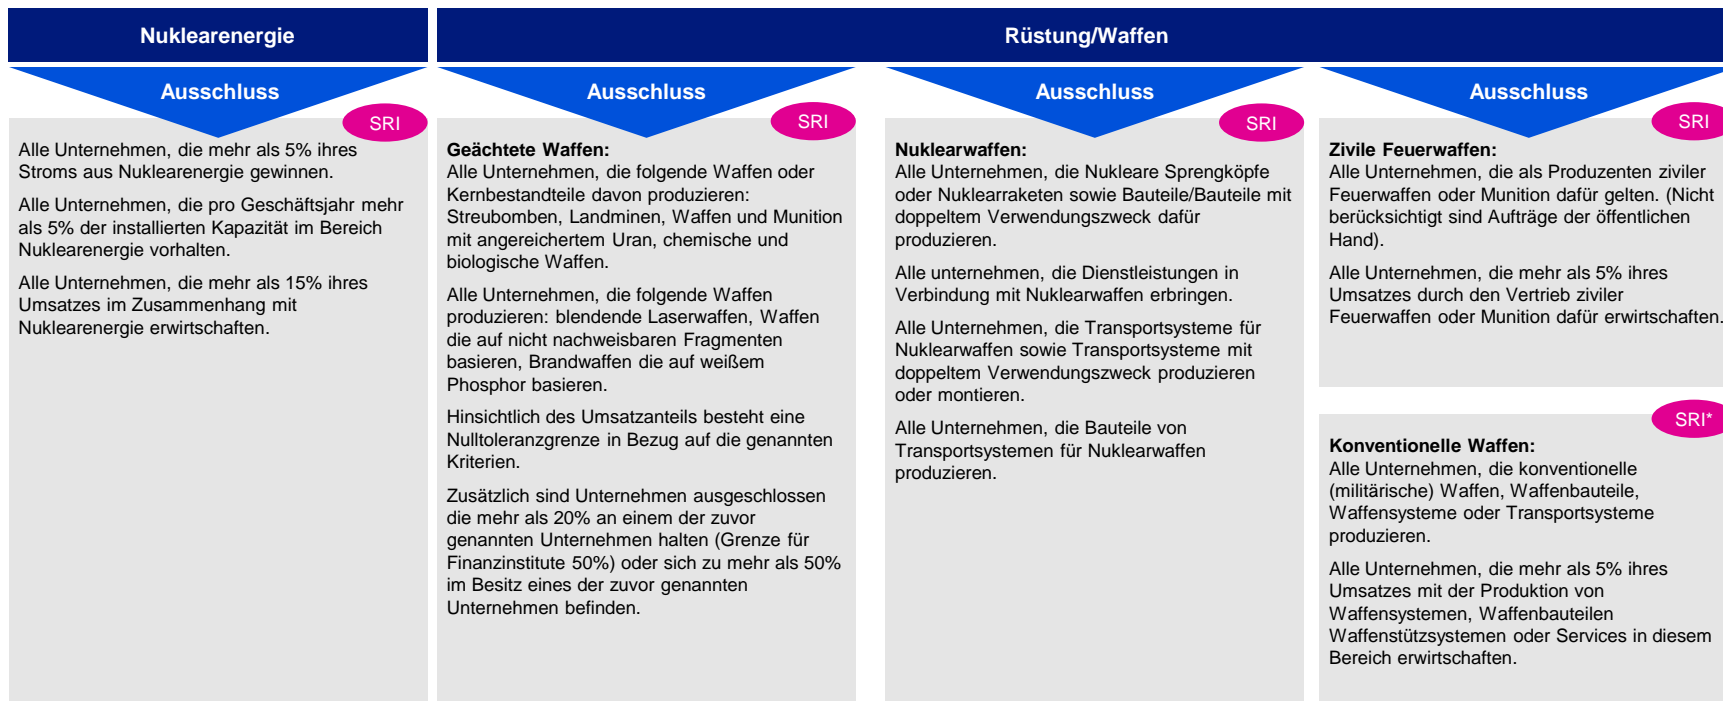 Nuklearenergie
Rüstung/Waffen
Ausschluss
SRI
Alle Unternehmen, die mehr als 5% ihres
Stroms aus Nuklearenergie gewinnen.
Alle Unternehmen, die pro Geschäftsjahr mehr
als 5% der installierten Kapazität im Bereich
Nuklearenergie vorhalten.
Alle Unternehmen, die mehr als 15% ihres
Umsatzes im Zusammenhang mit
Nuklearenergie erwirtschaften.
Ausschluss
SRI
Geächtete Waffen:
Alle Unternehmen, die folgende Waffen oder
Kernbestandteile davon produzieren:
Streubomben, Landminen, Waffen und Munition
mit angereichertem Uran, chemische und
biologische Waffen.
Alle Unternehmen, die folgende Waffen
produzieren: blendende Laserwaffen, Waffen
die auf nicht nachweisbaren Fragmenten
basieren, Brandwaffen die auf weißem
Phosphor basieren.
Hinsichtlich des Umsatzanteils besteht eine
Nulltoleranzgrenze in Bezug auf die genannten
Kriterien.
Zusätzlich sind Unternehmen ausgeschlossen
die mehr als 20% an einem der zuvor
genannten Unternehmen halten (Grenze für
Finanzinstitute 50%) oder sich zu mehr als 50%
im Besitz eines der zuvor genannten
Unternehmen befinden.
Ausschluss
SRI
Nuklearwaffen:
Alle Unternehmen, die Nukleare Sprengköpfe
oder Nuklearraketen sowie Bauteile/Bauteile mit
doppeltem Verwendungszweck dafür
produzieren.
Alle unternehmen, die Dienstleistungen in
Verbindung mit Nuklearwaffen erbringen.
Alle Unternehmen, die Transportsysteme für
Nuklearwaffen sowie Transportsysteme mit
doppeltem Verwendungszweck produzieren
oder montieren.
Alle Unternehmen, die Bauteile von
Transportsystemen für Nuklearwaffen
produzieren.
Ausschluss
SRI
Zivile Feuerwaffen:
Alle Unternehmen, die als Produzenten ziviler
Feuerwaffen oder Munition dafür gelten. (Nicht
berücksichtigt sind Aufträge der öffentlichen
Hand).
Alle Unternehmen, die mehr als 5% ihres
Umsatzes durch den Vertrieb ziviler
Feuerwaffen oder Munition dafür erwirtschaften.
SRI*
Konventionelle Waffen:
Alle Unternehmen, die konventionelle
(militärische) Waffen, Waffenbauteile,
Waffensysteme oder Transportsysteme
produzieren.
Alle Unternehmen, die mehr als 5% ihres
Umsatzes mit der Produktion von
Waffensystemen, Waffenbauteilen
Waffenstützsystemen oder Services in diesem
Bereich erwirtschaften.